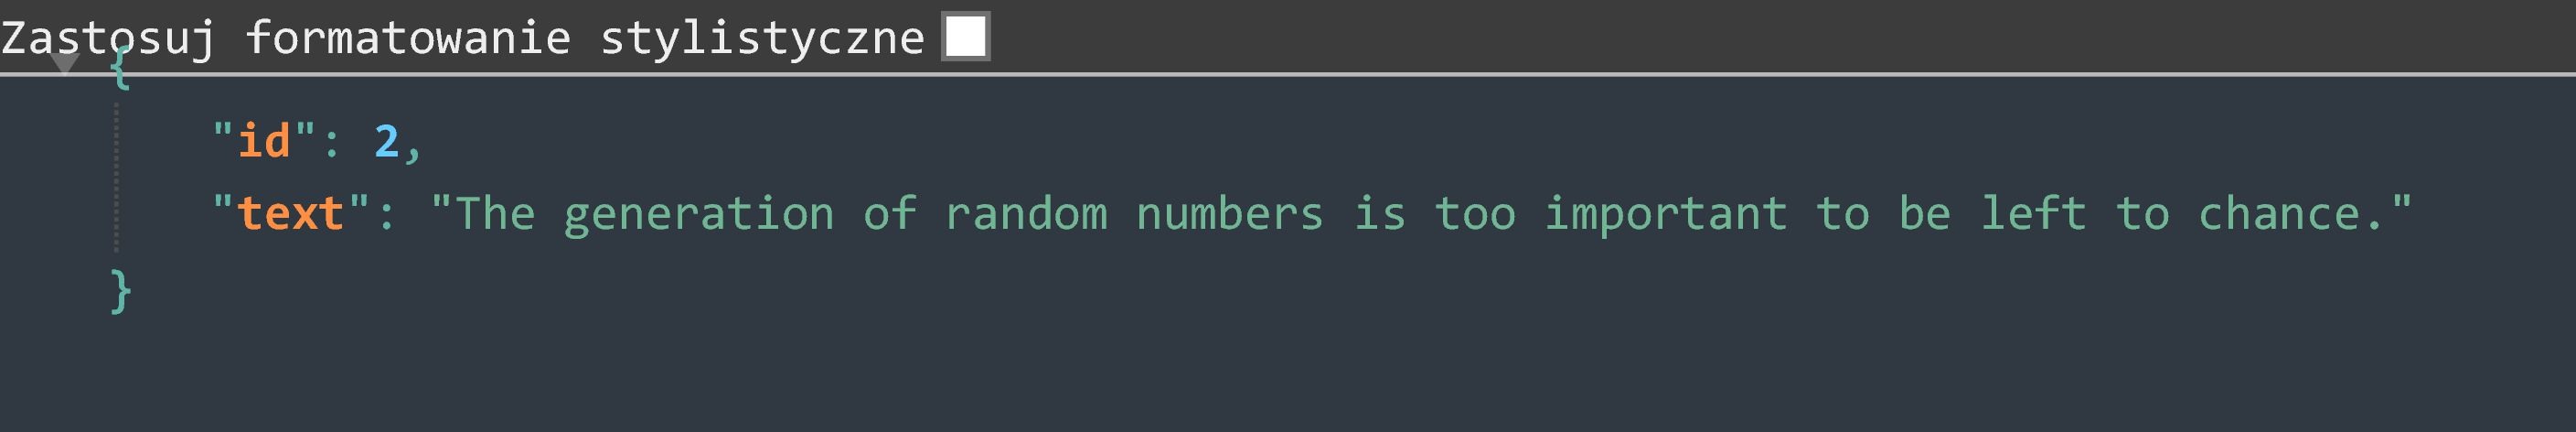 Zastosuj formatowanie stylistyczne
{
"id": 2,
"text": "The generation of random numbers is too important to be left to chance."
}